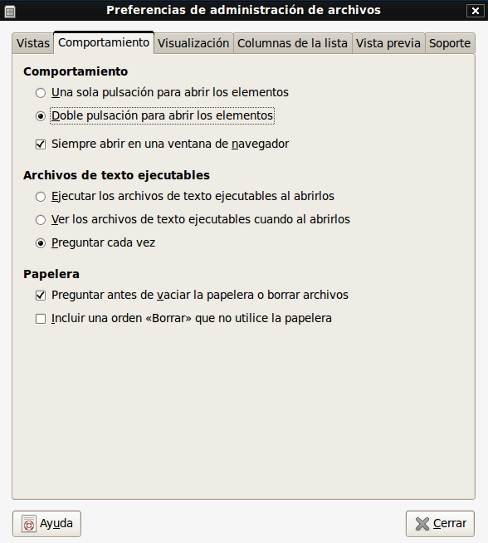 Preferencias de administración de archivos
Vistas Comportamiento Visualización Columnas de la lista Vista previa Soporte
Comportamiento
Una sola pulsación para abrir los elementos
Doble pulsación para abrir los elementos
Siempre abrir en una ventana de navegador
Archivos de texto ejecutables
Ejecutar los archivos de texto ejecutables al abrirlos
Ver los archivos de texto ejecutables cuando al abrirlos
Preguntar cada vez
Papelera
Preguntar antes de vaciar la papelera o borrar archivos
Incluir una orden «Borrar» que no utilice la papelera
Ayuda Cerrar